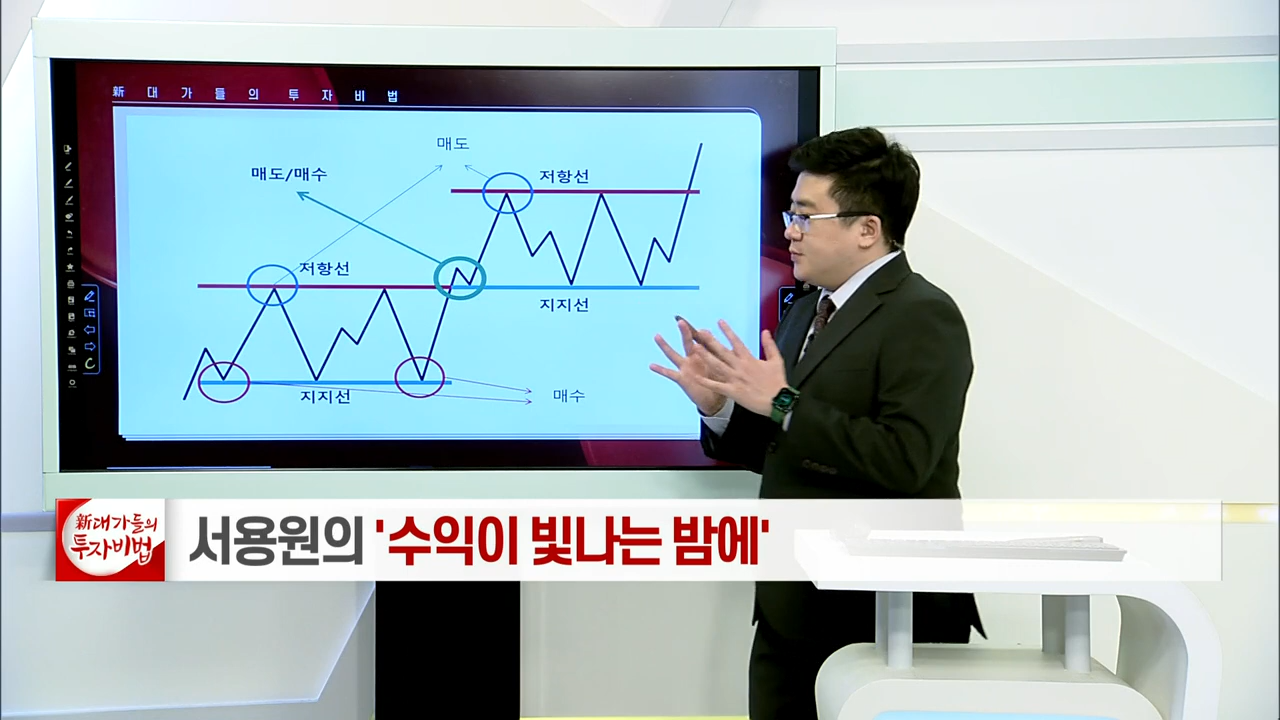 新 대 가 들 의 투 자 비 법
매도
매도/매수
저항선
저항선
지지선
지지선
매수
新대가들의
투자비법
서용원의 '수익이 빛나는 밤에'